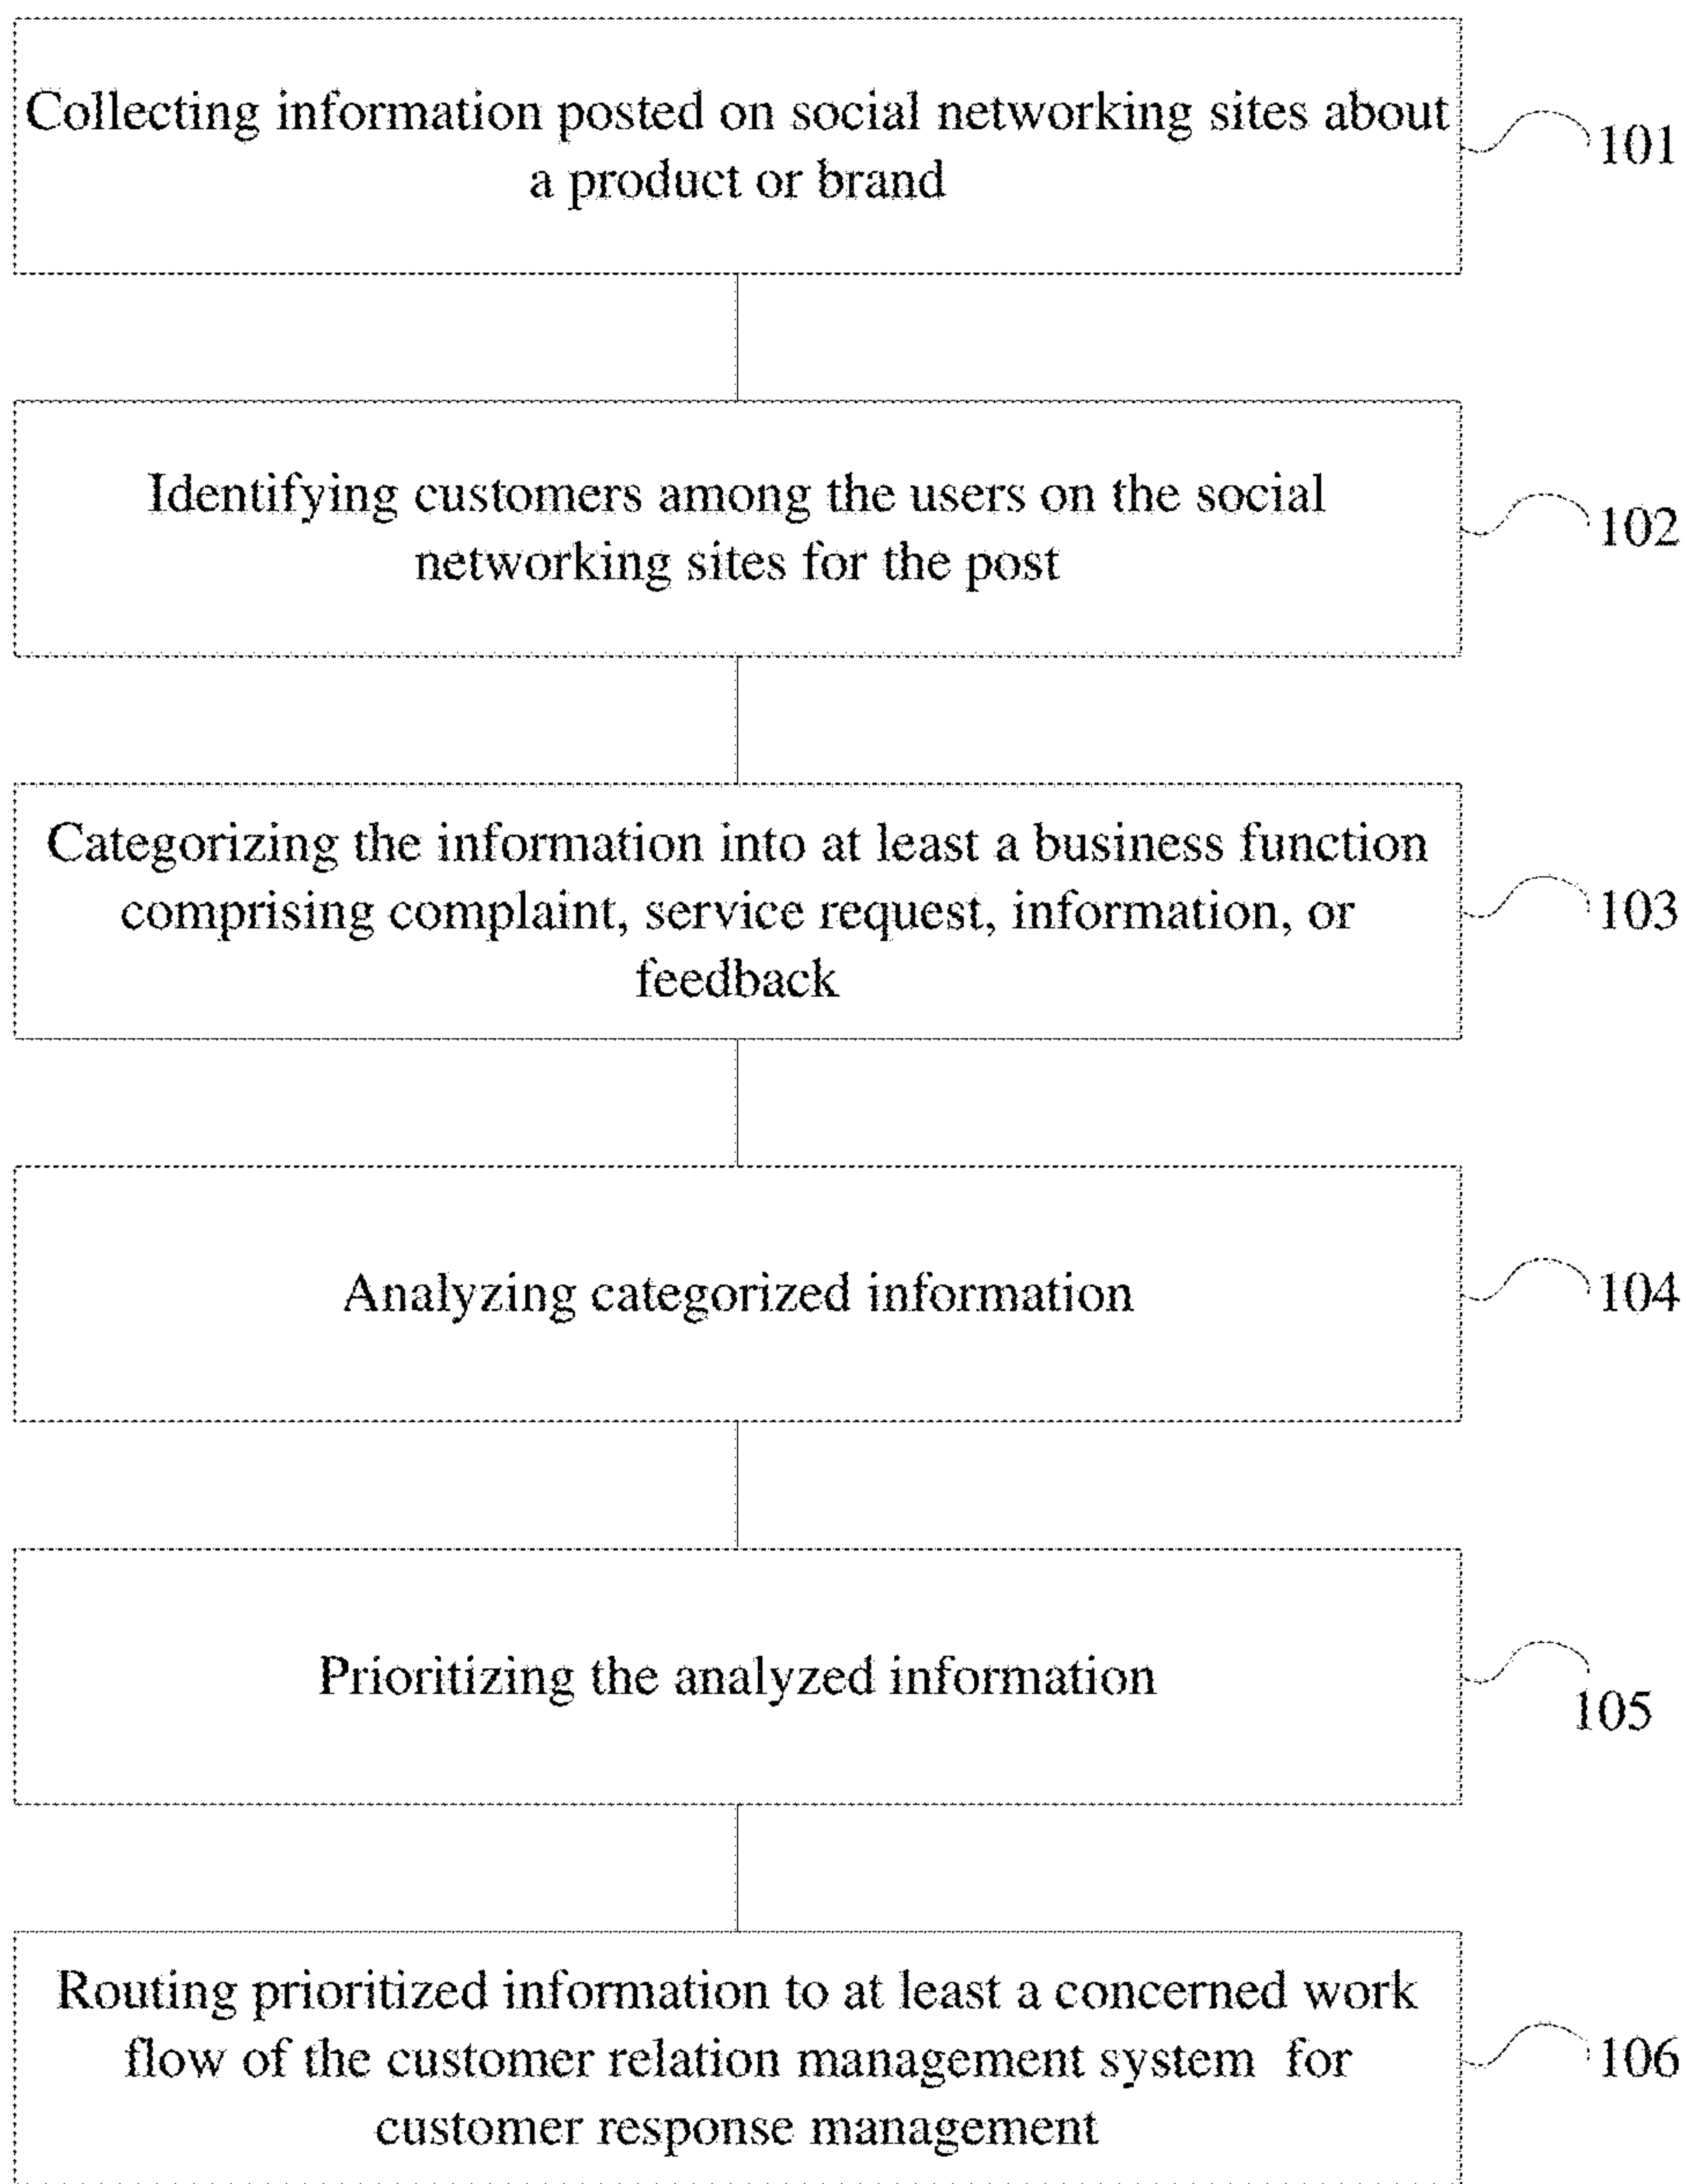 Collecting information posted on social networking sites about
a product or brand
101
Identifying customers among the users on the social
networking sites for the post
102
Categorizing the information into at least a business function
comprising complaint, service request, information, or
feedback
103
Analyzing categorized information
104
Prioritizing the analyzed information
105
Routing prioritized information to at least a concerned work
flow of the customer relation management system for
customer response management
106